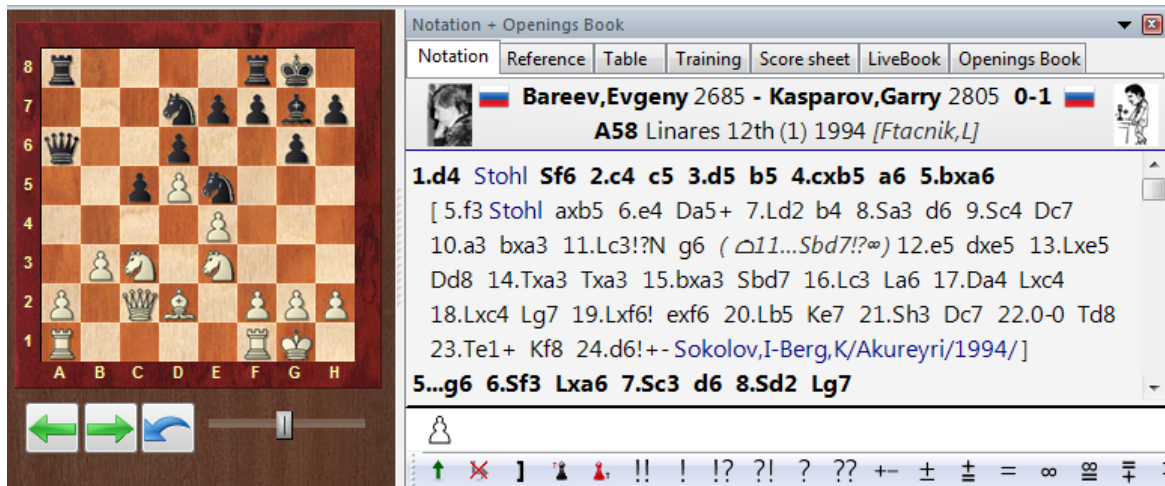 Notation + Openings Book
Notation Reference Table Training Score sheet LiveBook Openings Book
Bareev,Evgeny 2685 - Kasparov,Garry 2805 0-1
A58 Linares 12th (1) 1994 [Ftacnik,L]
1.d4 Stohl Sf6 2.c4 c5 3.d5 b5 4.cxb5 a6 5.bxa6
[ 5.f3 Stohl axb5 6.e4 Da5+ 7.Ld2 b4 8.Sa3 d6 9.Sc4 Dc7
10.a3 bxa3 11.Lc3!?N g6 ( ⌓11...Sbd7!?∞) 12.e5 dxe5 13.Lxe5
Dd8 14.Txa3 Txa3 15.bxa3 Sbd7 16.Lc3 La6 17.Da4 Lxc4
18.Lxc4 Lg7 19.Lxf6! exf6 20.Lb5 Ke7 21.Sh3 Dc7 22.0-0 Td8
23.Te1+ Kf8 24.d6!+- Sokolov,I-Berg,K/Akureyri/1994/ ]
5...g6 6.Sf3 Lxa6 7.Sc3 d6 8.Sd2 Lg7
8
7
6
5
4
3
2
1
A B C D E F G H
] !! ! !? ?! ? ?? +- ± ⩲ = ∞ ≌ ∓